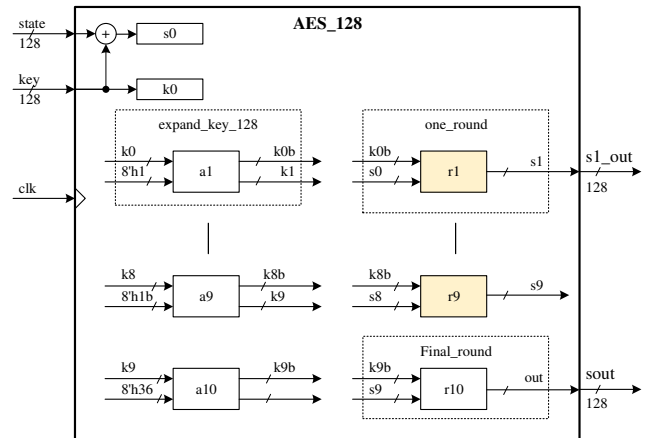 AES_128
state
128
s0
key
128
k0
expand_key_128
one_round
k0
8'h1
a1
k0b
k1
k0b
s0
r1
s1
s1_out
128
clk
k8
8'h1b
a9
k8b
k9
k8b
s8
r9
s9
Final_round
k9
8'h36
a10
k9b
k9b
s9
r10
out
sout
128